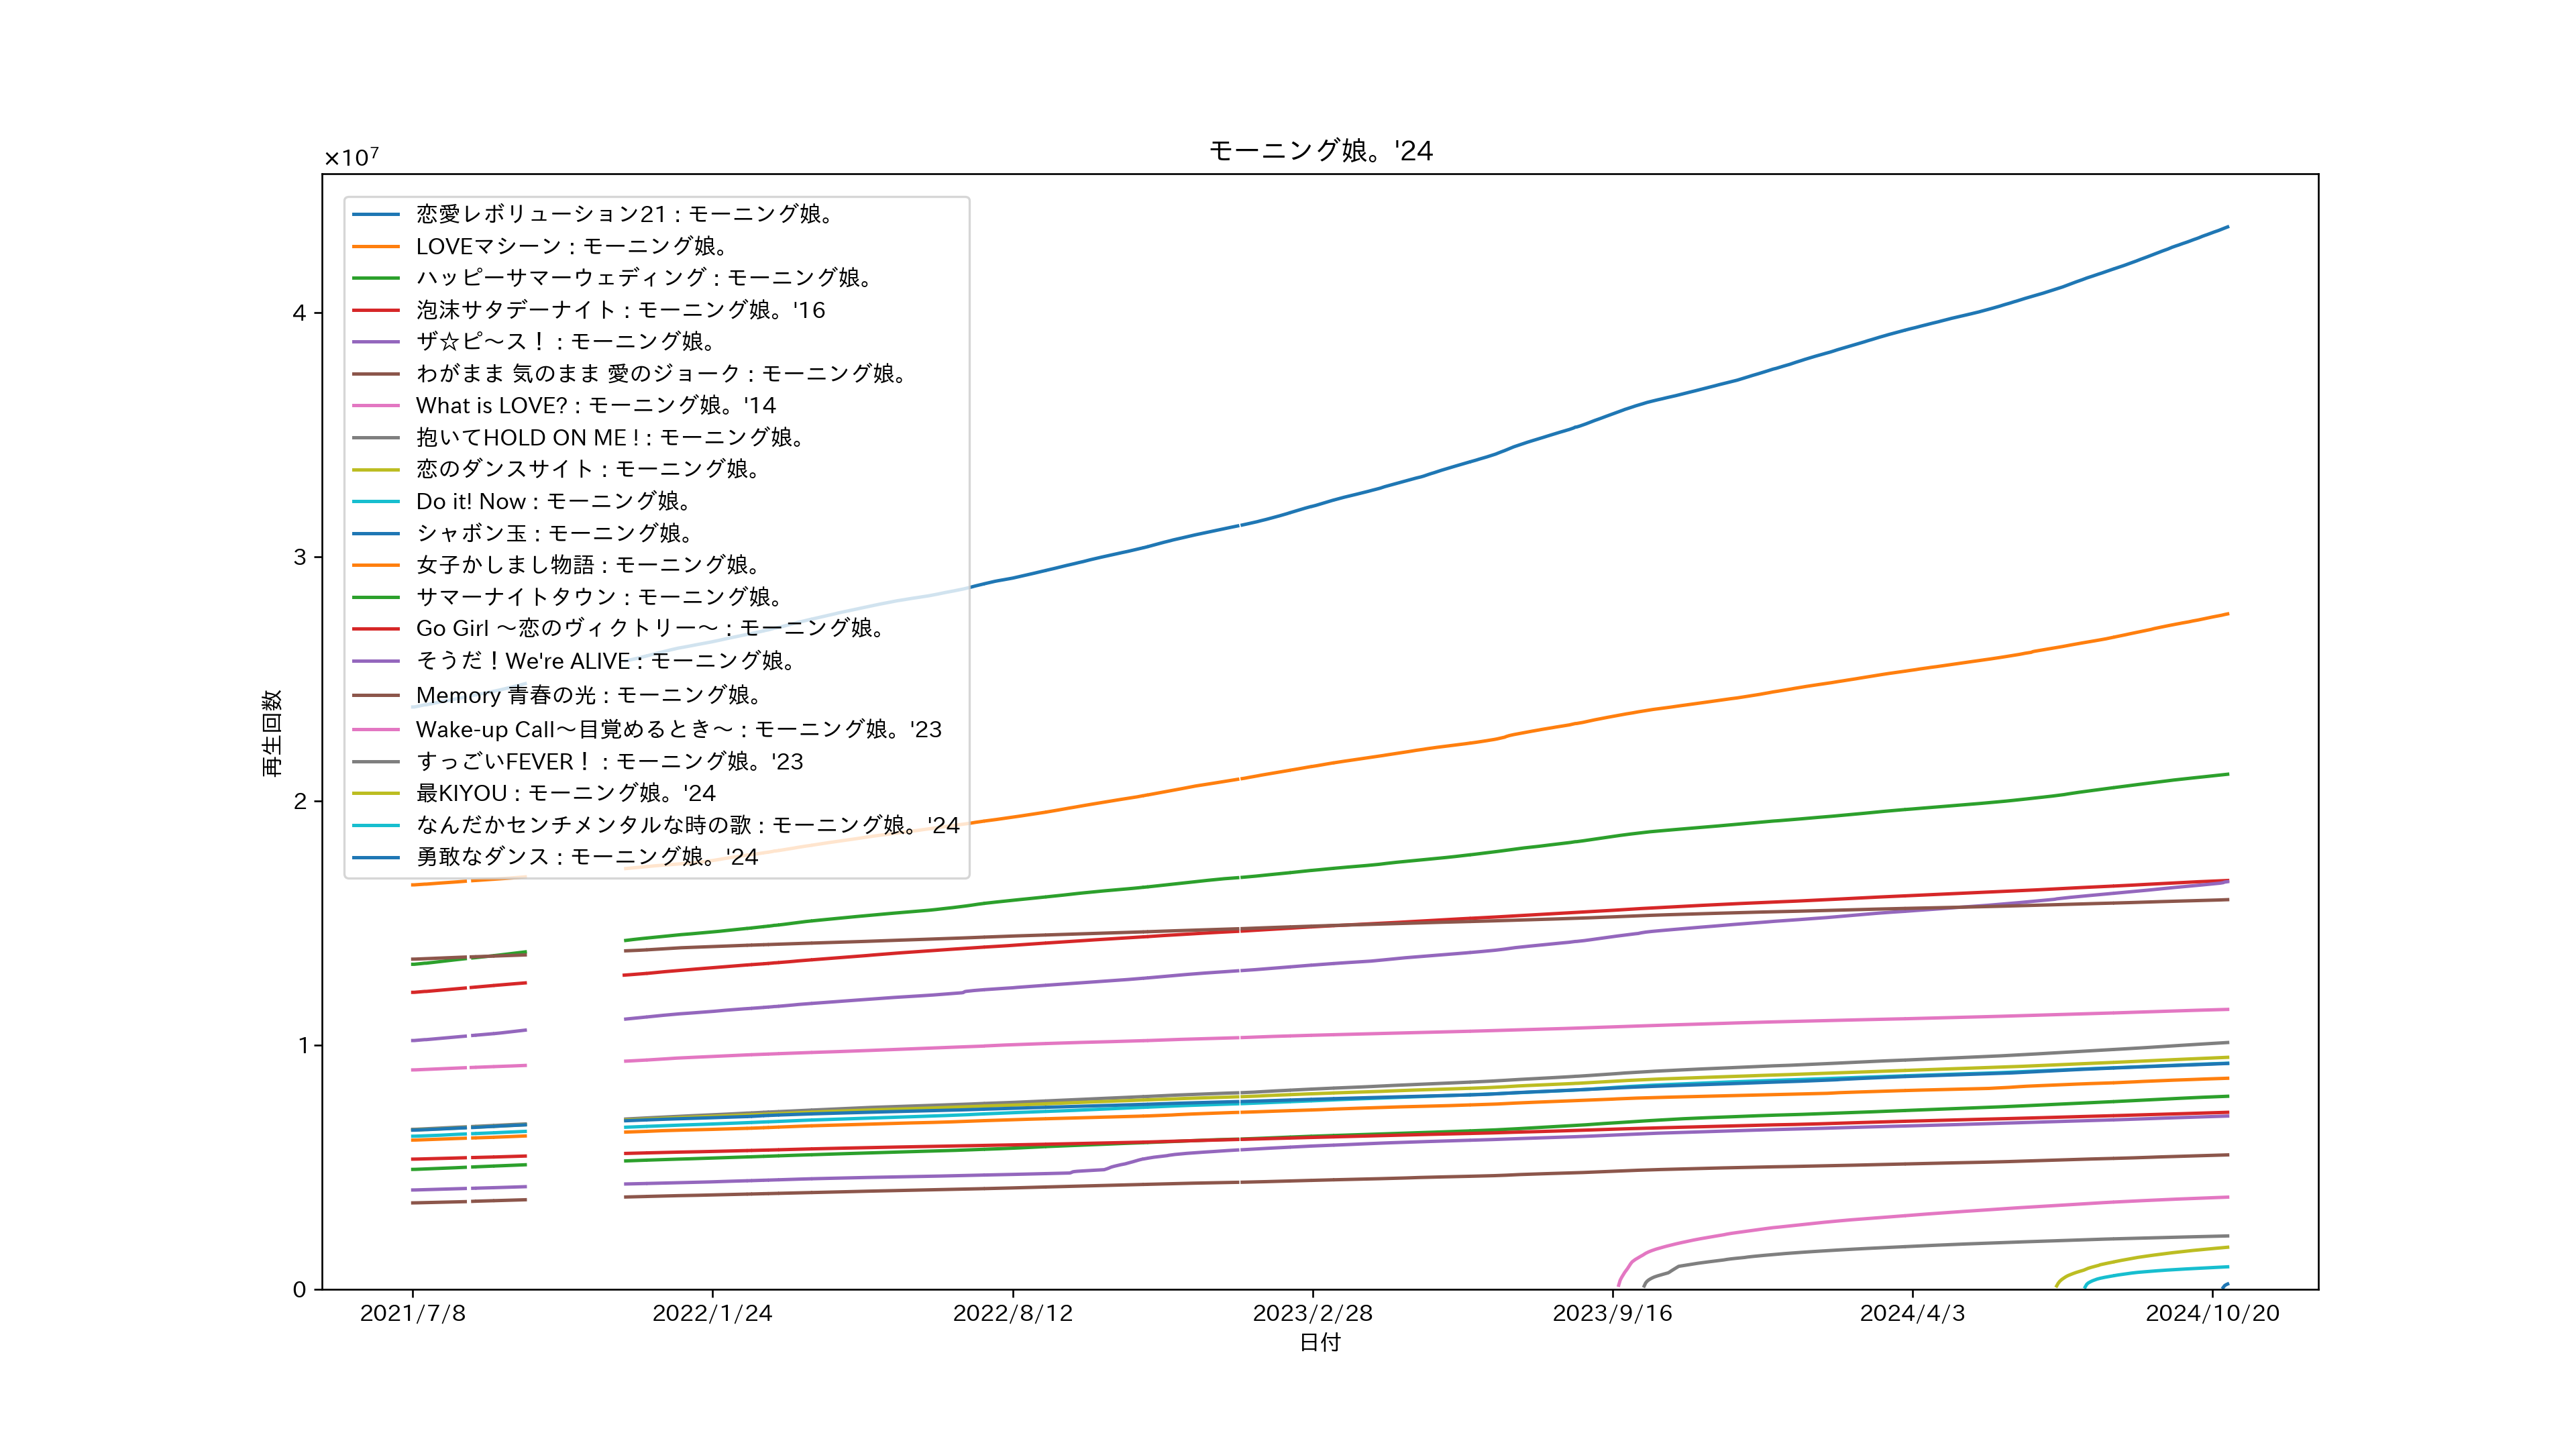 モーニング娘。'24
×10⁷
恋愛レボリューション21 : モーニング娘。
LOVEマシーン : モーニング娘。
ハッピーサマーウェディング : モーニング娘。
泡沫サタデーナイト : モーニング娘。'16
ザ☆ピ〜ス！ : モーニング娘。
わがまま 気のまま 愛のジョーク : モーニング娘。
What is LOVE? : モーニング娘。'14
抱いてHOLD ON ME ! : モーニング娘。
恋のダンスサイト : モーニング娘。
Do it! Now : モーニング娘。
シャボン玉 : モーニング娘。
女子かしまし物語 : モーニング娘。
サマーナイトタウン : モーニング娘。
Go Girl 〜恋のヴィクトリー〜 : モーニング娘。
そうだ！We're ALIVE : モーニング娘。
Memory 青春の光 : モーニング娘。
Wake-up Call〜目覚めるとき〜 : モーニング娘。'23
すっごいFEVER！ : モーニング娘。'23
最KIYOU : モーニング娘。'24
なんだかセンチメンタルな時の歌 : モーニング娘。'24
勇敢なダンス : モーニング娘。'24
再生回数
4
3
2
1
0
2021/7/8
2022/1/24
2022/8/12
2023/2/28
2023/9/16
2024/4/3
2024/10/20
日付